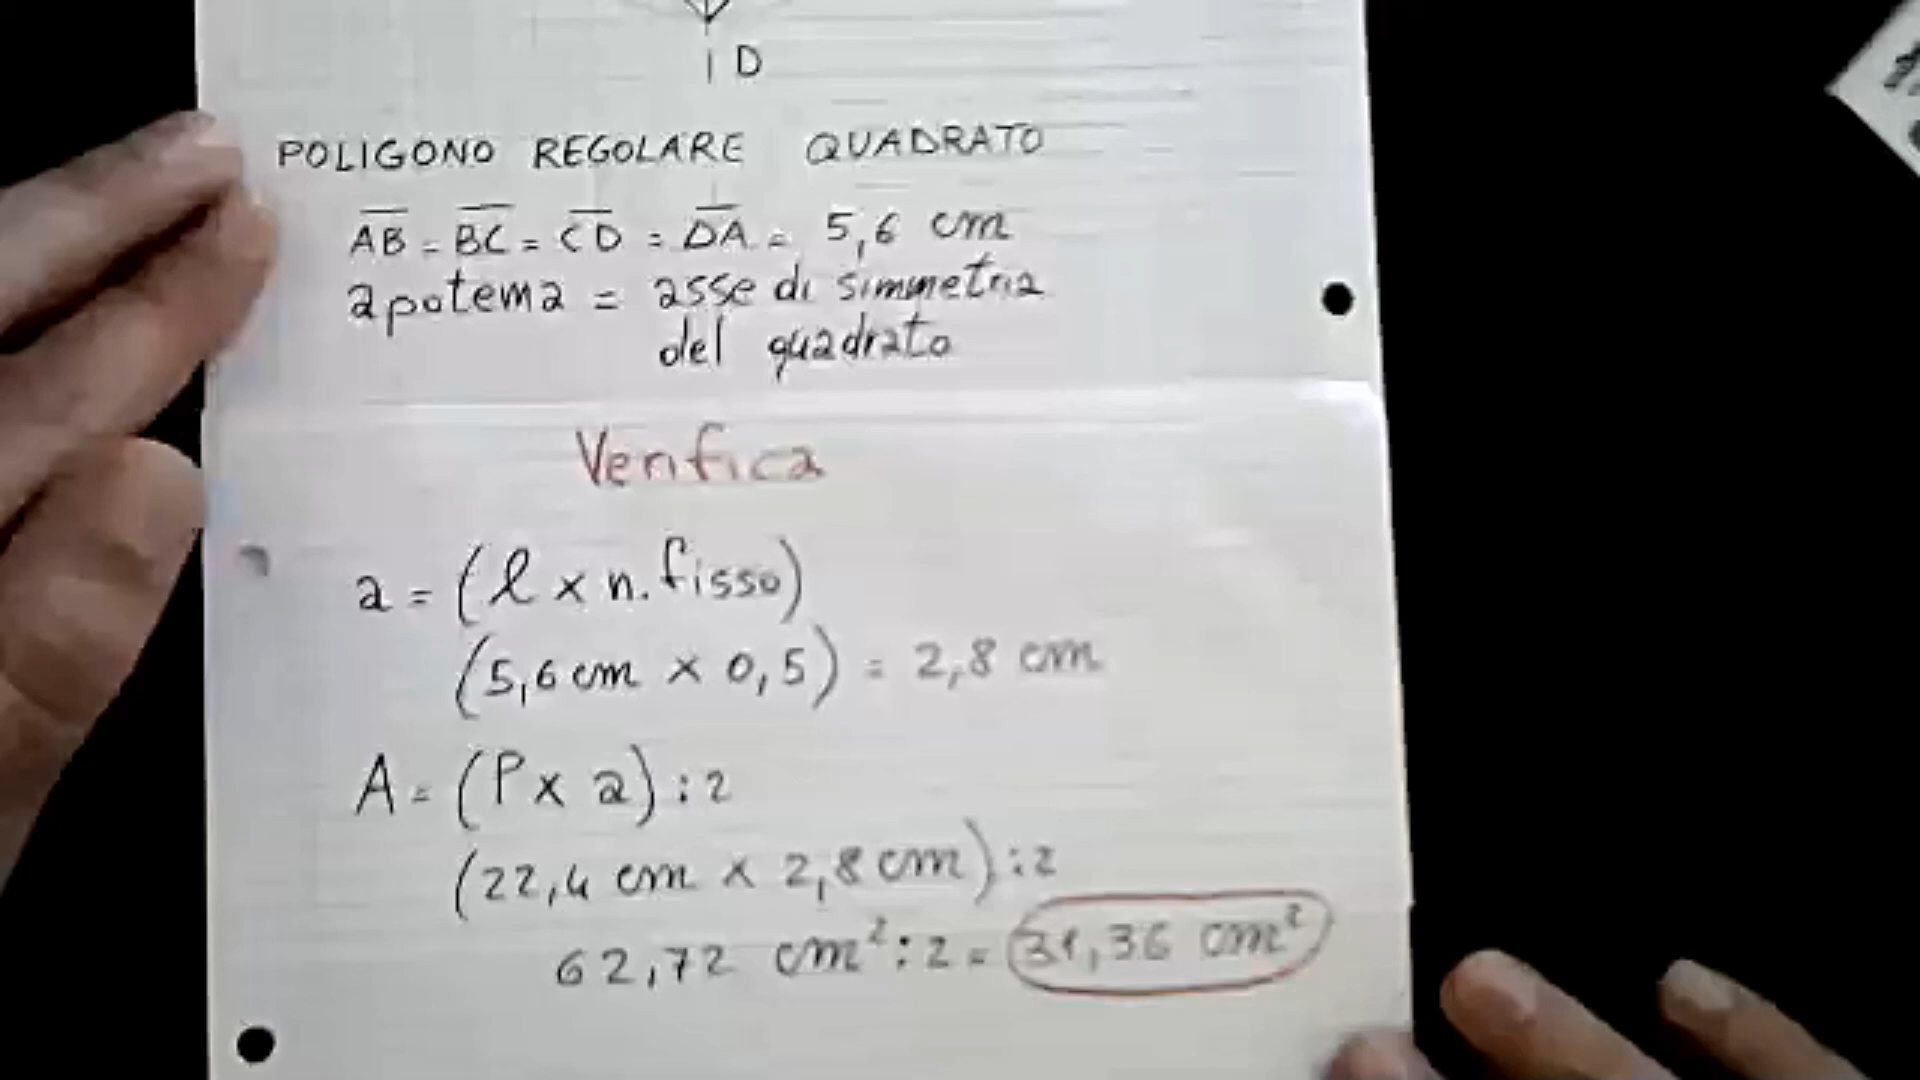 D
POLIGONO REGOLARE QUADRATO
AB = BC = CD = DA = 5,6 cm
apotema = asse di simmetria
del quadrato
Verifica
a = (l x n. fisso)
(5,6 cm x 0,5) = 2,8 cm
A = (P x a) : 2
(22,4 cm x 2,8 cm) : 2
62,72 cm² : 2 = 31,36 cm²